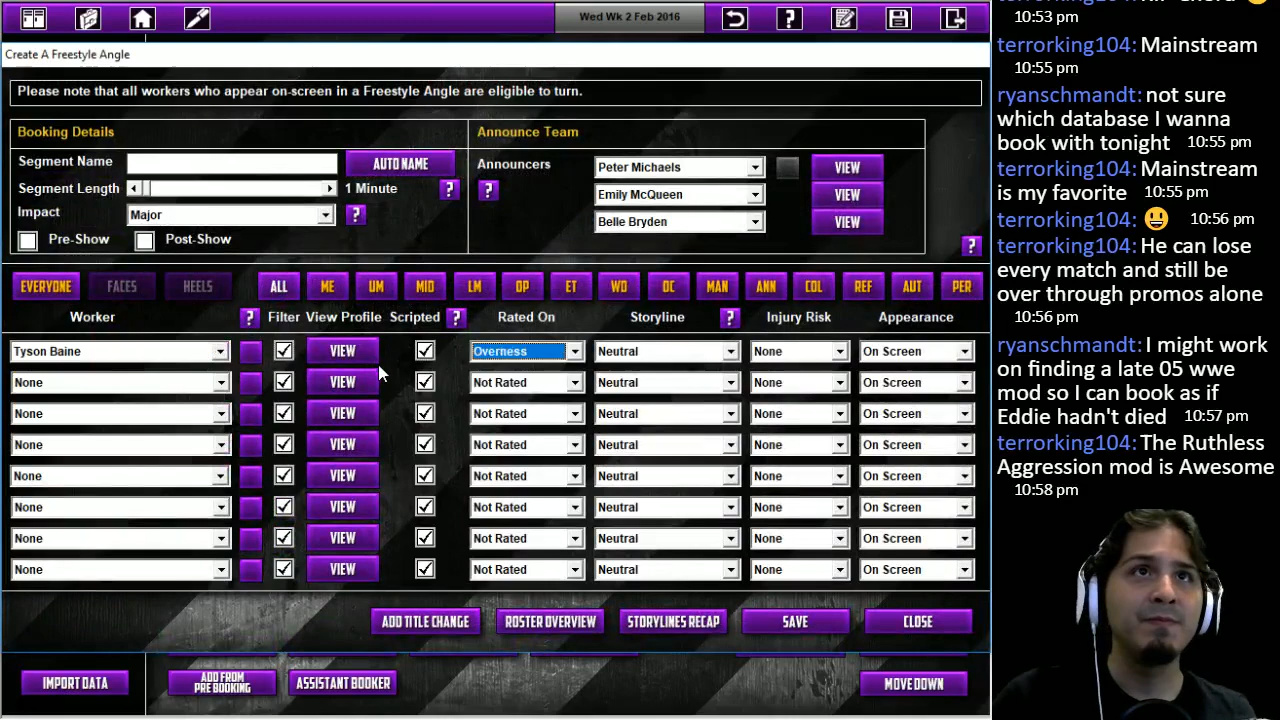 Wed Wk 2 Feb 2016
?
Create A Freestyle Angle
Please note that all workers who appear on-screen in a Freestyle Angle are eligible to turn.
Booking Details
Segment Name
AUTO NAME
Segment Length
1 Minute
?
Impact
Major
?
Pre-Show
Post-Show
Announce Team
Announcers
Peter Michaels
VIEW
?
Emily McQueen
VIEW
Belle Bryden
VIEW
?
EVERYONE FACES HEELS ALL ME UM MID LM OP ET WO OC MAN ANN COL REF AUT PER
Worker ? Filter View Profile Scripted ? Rated On Storyline ? Injury Risk Appearance
Tyson Baine VIEW Overness Neutral None On Screen
None VIEW Not Rated Neutral None On Screen
None VIEW Not Rated Neutral None On Screen
None VIEW Not Rated Neutral None On Screen
None VIEW Not Rated Neutral None On Screen
None VIEW Not Rated Neutral None On Screen
None VIEW Not Rated Neutral None On Screen
None VIEW Not Rated Neutral None On Screen
ADD TITLE CHANGE ROSTER OVERVIEW STORYLINES RECAP SAVE CLOSE
IMPORT DATA
ADD FROM
PRE BOOKING
ASSISTANT BOOKER
MOVE DOWN
10:53 pm
terrorking104: Mainstream
10:55 pm
ryanschmandt: not sure
which database I wanna
book with tonight 10:55 pm
terrorking104: Mainstream
is my favorite 10:55 pm
terrorking104: 😃 10:56 pm
terrorking104: He can lose
every match and still be
over through promos alone
10:56 pm
ryanschmandt: I might work
on finding a late 05 wwe
mod so I can book as if
Eddie hadn't died 10:57 pm
terrorking104: The Ruthless
Aggression mod is Awesome
10:58 pm